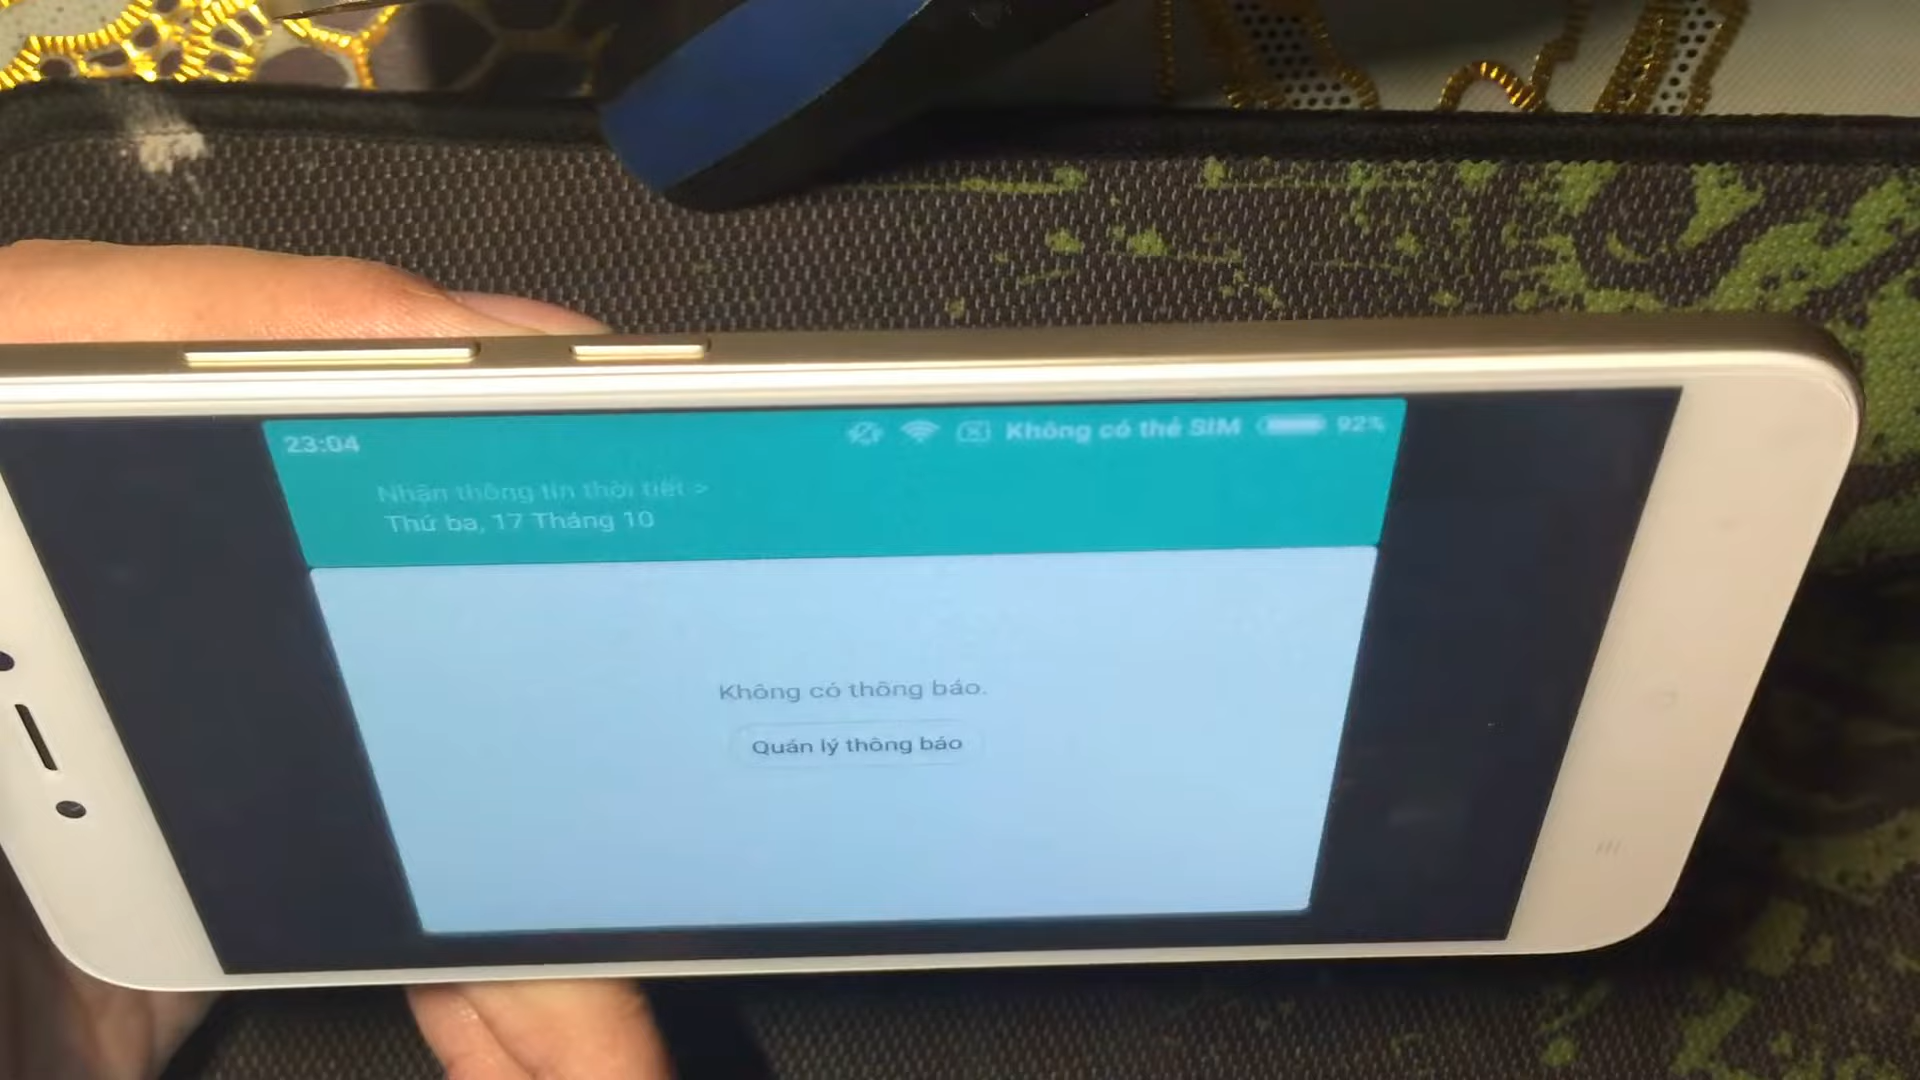 23:04 Không có thẻ SIM 92%
Nhận thông tin thời tiết >
Thứ ba, 17 Tháng 10
Không có thông báo.
Quản lý thông báo